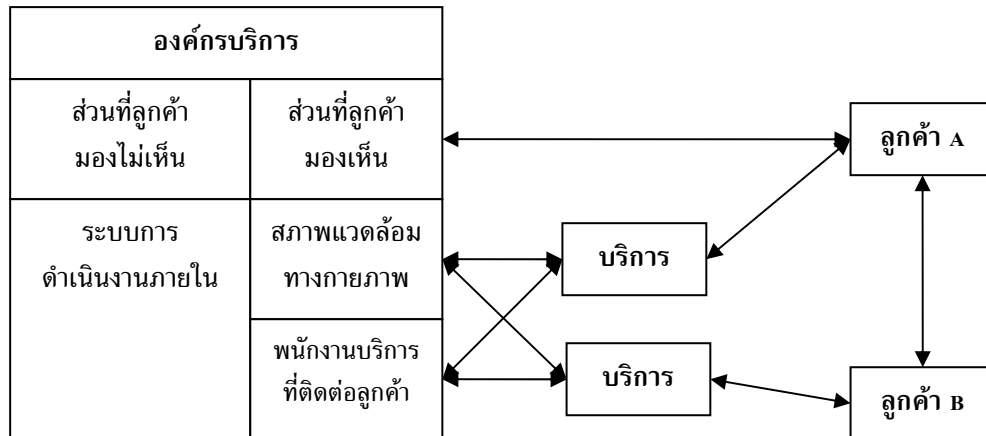 องค์กรบริการ
ส่วนที่ลูกค้า
มองไม่เห็น
ส่วนที่ลูกค้า
มองเห็น
ลูกค้า A
ระบบการ
ดำเนินงานภายใน
สภาพแวดล้อม
ทางกายภาพ
บริการ
พนักงานบริการ
ที่ติดต่อลูกค้า
บริการ
ลูกค้า B